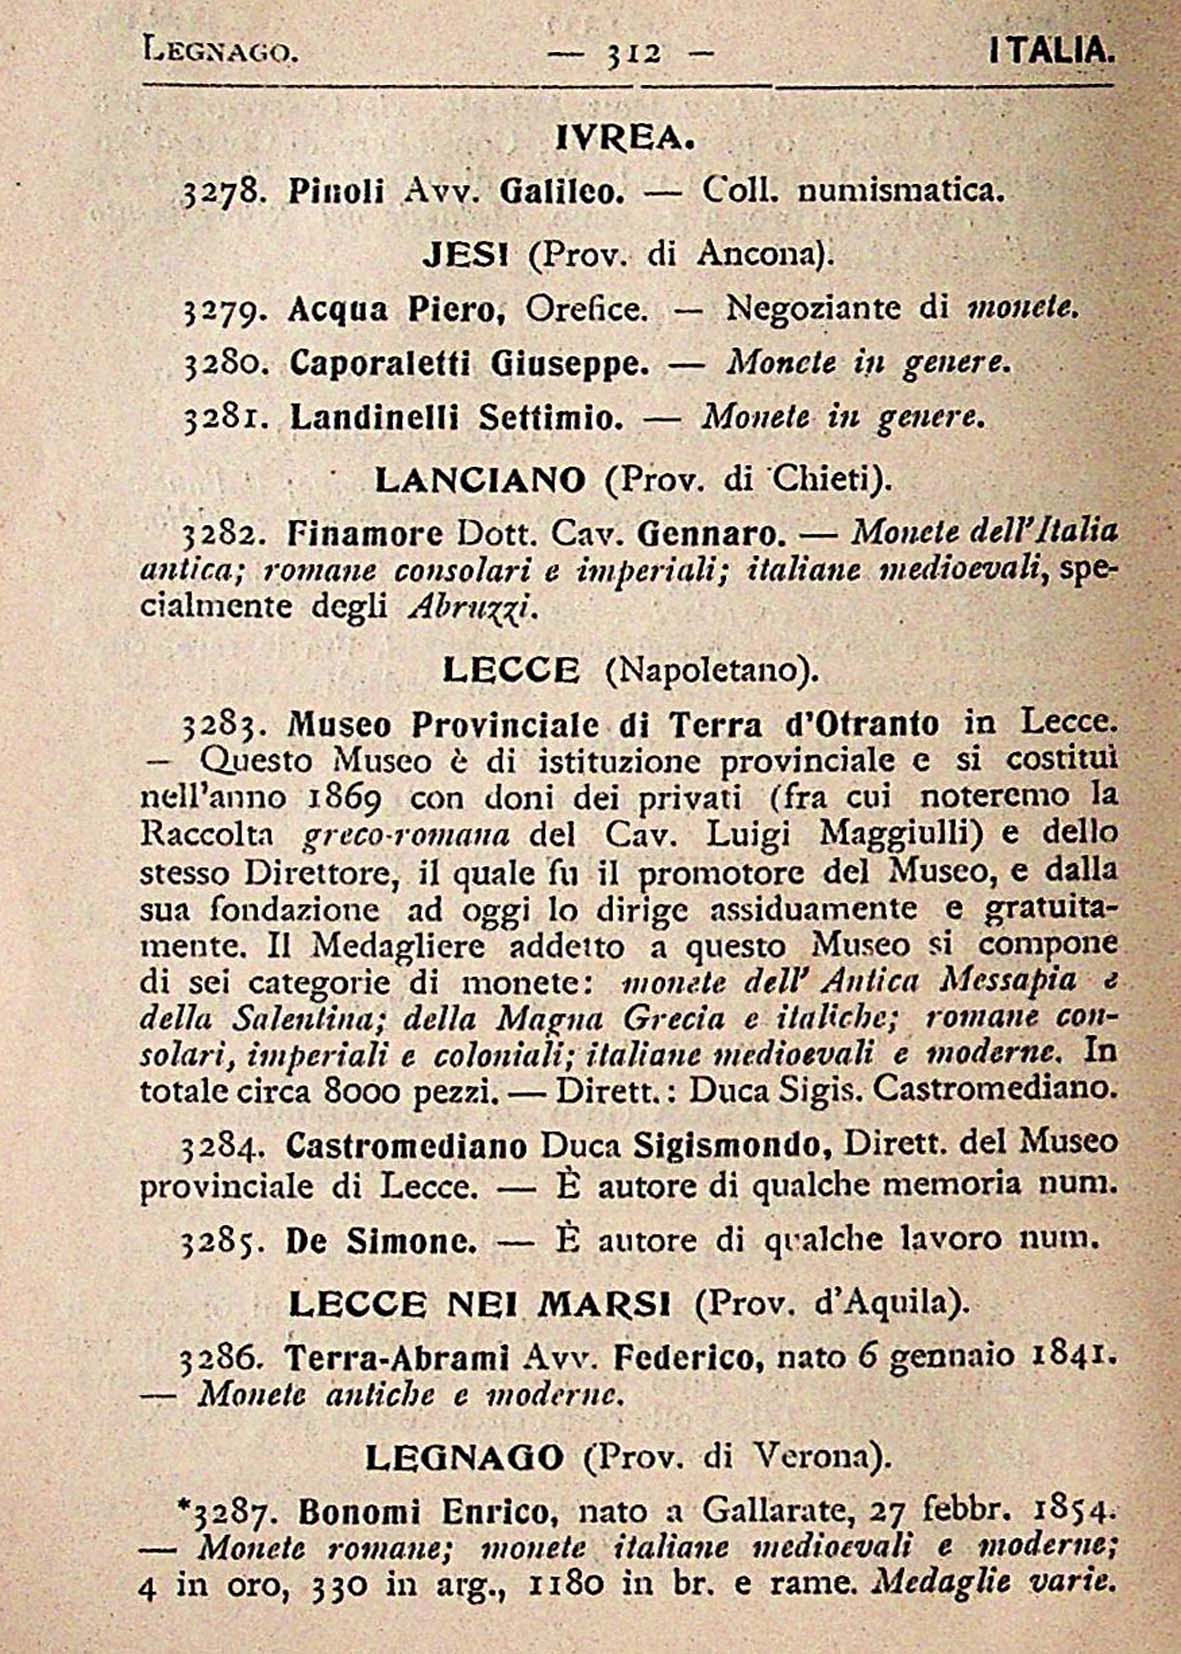 LEGNAGO. — 312 — ITALIA.
IVREA.
3278. Pinoli Avv. Galileo. — Coll. numismatica.
JESI (Prov. di Ancona).
3279. Acqua Piero, Orefice. — Negoziante di monete.
3280. Caporaletti Giuseppe. — Monete in genere.
3281. Landinelli Settimio. — Monete in genere.
LANCIANO (Prov. di Chieti).
3282. Finamore Dott. Cav. Gennaro. — Monete dell'Italia
antica; romane consolari e imperiali; italiane medioevali, spe-
cialmente degli Abruzzi.
LECCE (Napoletano).
3283. Museo Provinciale di Terra d'Otranto in Lecce.
— Questo Museo è di istituzione provinciale e si costituì
nell'anno 1869 con doni dei privati (fra cui noteremo la
Raccolta greco-romana del Cav. Luigi Maggiulli) e dello
stesso Direttore, il quale fu il promotore del Museo, e dalla
sua fondazione ad oggi lo dirige assiduamente e gratuita-
mente. Il Medagliere addetto a questo Museo si compone
di sei categorie di monete: monete dell'Antica Messapia e
della Salentina; della Magna Grecia e italiche; romane con-
solari, imperiali e coloniali; italiane medioevali e moderne. In
totale circa 8000 pezzi. — Dirett.: Duca Sigis. Castromediano.
3284. Castromediano Duca Sigismondo, Dirett. del Museo
provinciale di Lecce. — È autore di qualche memoria num.
3285. De Simone. — È autore di qualche lavoro num.
LECCE NEI MARSI (Prov. d'Aquila).
3286. Terra-Abrami Avv. Federico, nato 6 gennaio 1841.
— Monete antiche e moderne.
LEGNAGO (Prov. di Verona).
*3287. Bonomi Enrico, nato a Gallarate, 27 febbr. 1854.
— Monete romane; monete italiane medioevali e moderne;
4 in oro, 330 in arg., 1180 in br. e rame. Medaglie varie.